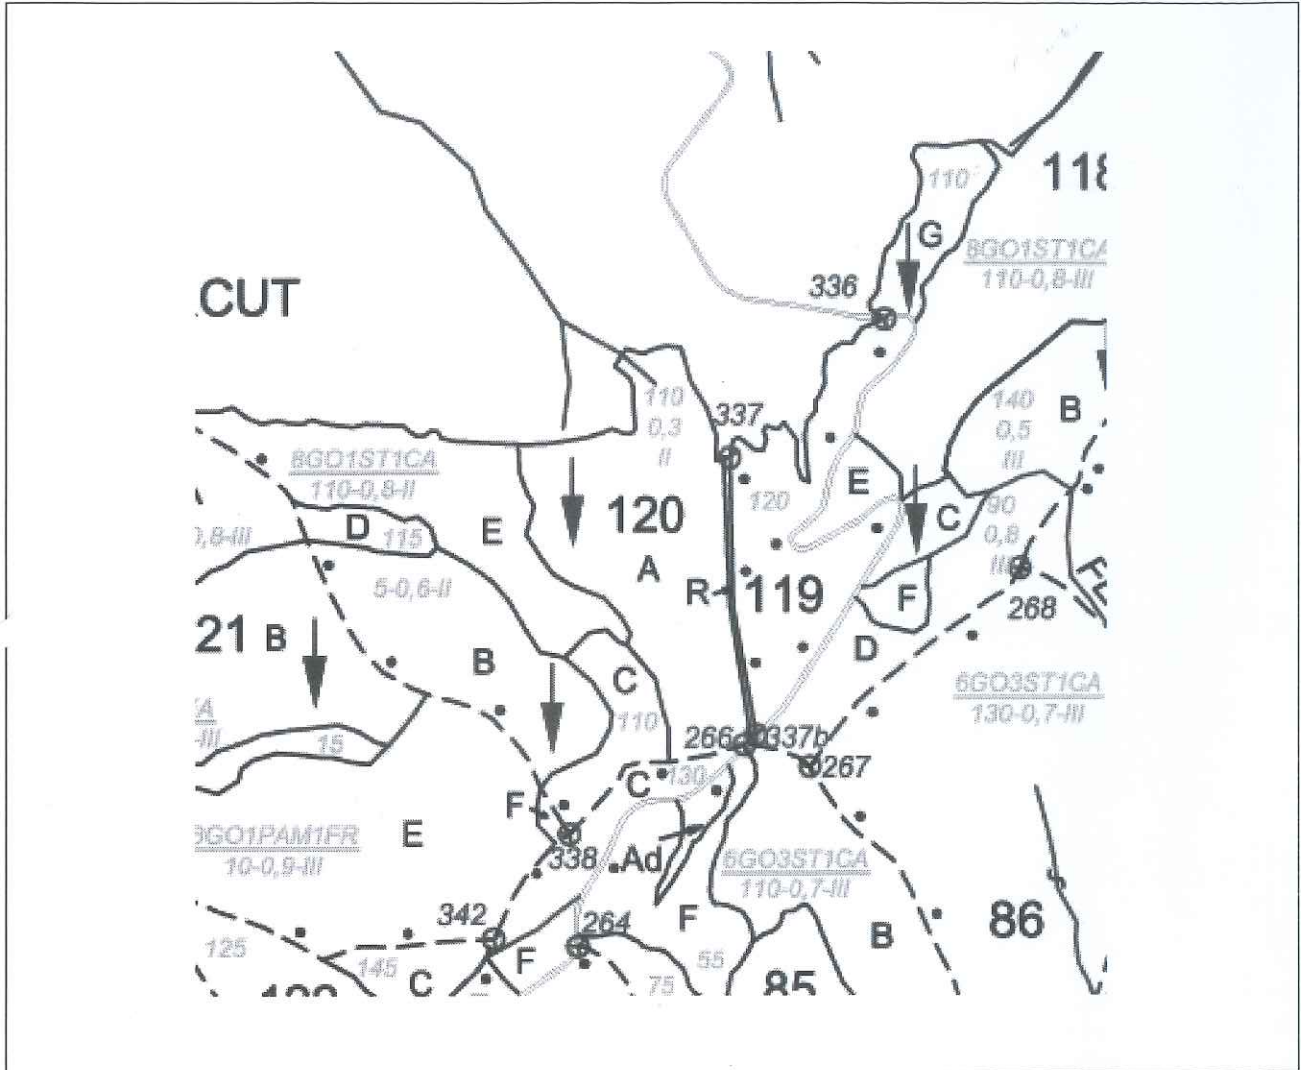 118
110
G
8GO1ST1CA
110-0,8-III
336
.CUT
110
0,3
II
337
140
0,5
III
B
8GO1ST1CA
110-0,8-II
E
120
120
C
90
0,8
III
0,8-III
D
115
E
A
5-0,6-II
R
119
F
268
21 B
B
C
D
110
6GO3ST1CA
130-0,7-III
-III
15
266
337b
267
C
130
F
9GO1PAM1FR
10-0,9-III
E
338
Ad
6GO3ST1CA
110-0,7-III
342
264
F
B
86
125
145
C
F
75
55
85